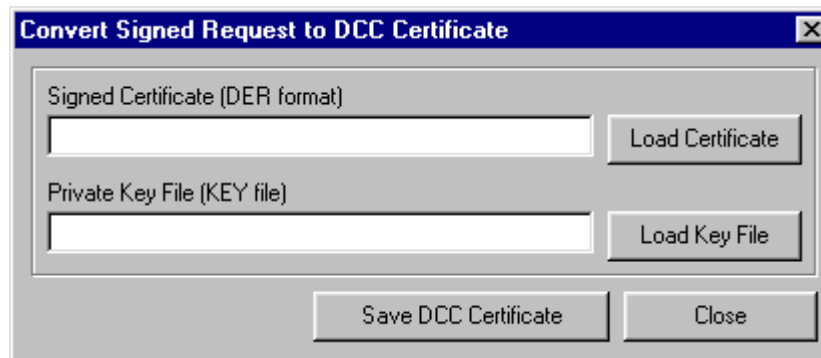 Convert Signed Request to DCC Certificate
Signed Certificate (DER format)
Load Certificate
Private Key File (KEY file)
Load Key File
Save DCC Certificate
Close